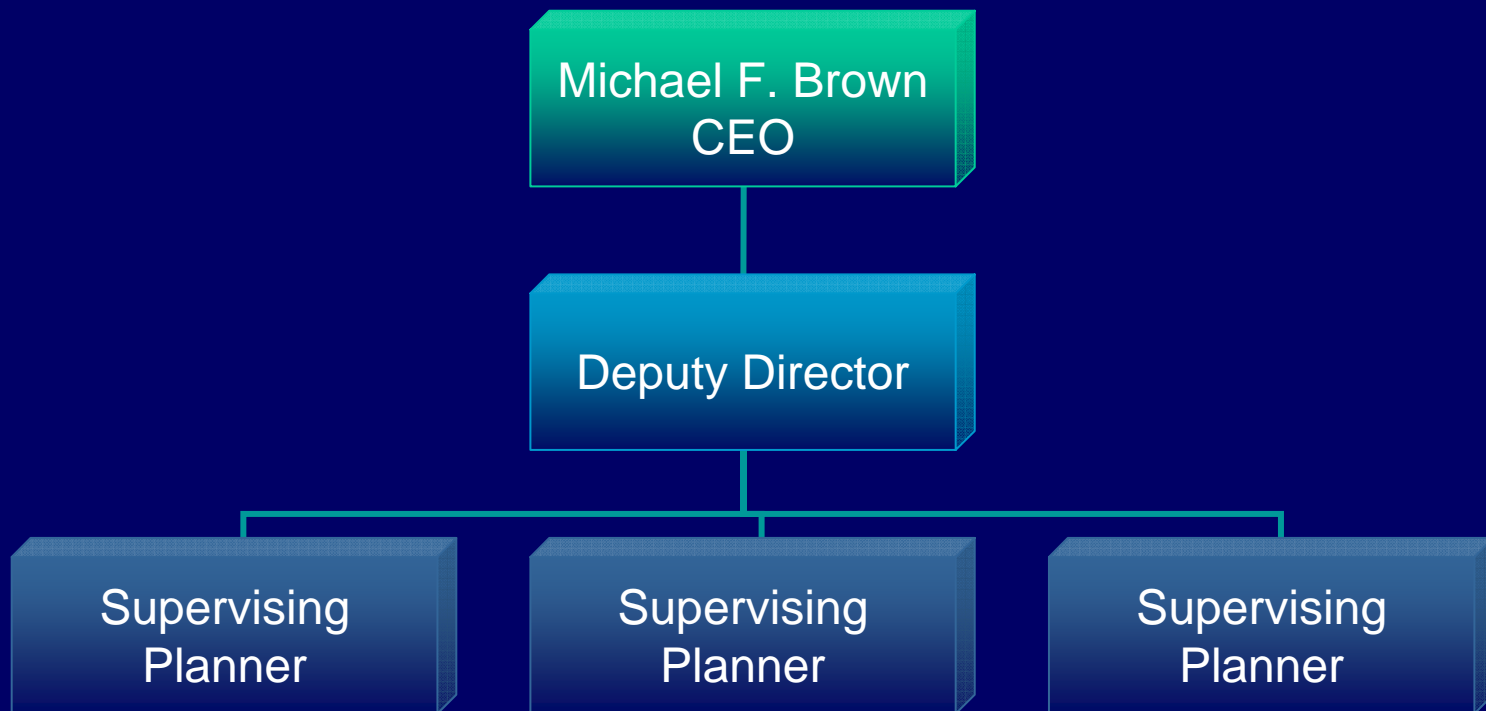 Michael F. Brown
CEO
Deputy Director
Supervising
Planner
Supervising
Planner
Supervising
Planner